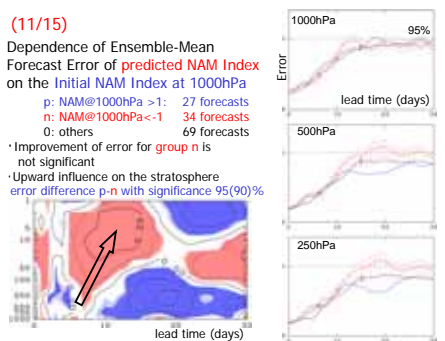 (11/15)
Dependence of Ensemble-Mean
Forecast Error of predicted NAM Index
on the Initial NAM Index at 1000hPa
p: NAM@1000hPa >1: 27 forecasts
n: NAM@1000hPa<-1 34 forecasts
0: others 69 forecasts
・Improvement of error for group n is
not significant
・Upward influence on the stratosphere
error difference p-n with significance 95(90)%
lead time (days)
1000hPa
95%
Error
lead time (days)
500hPa
250hPa